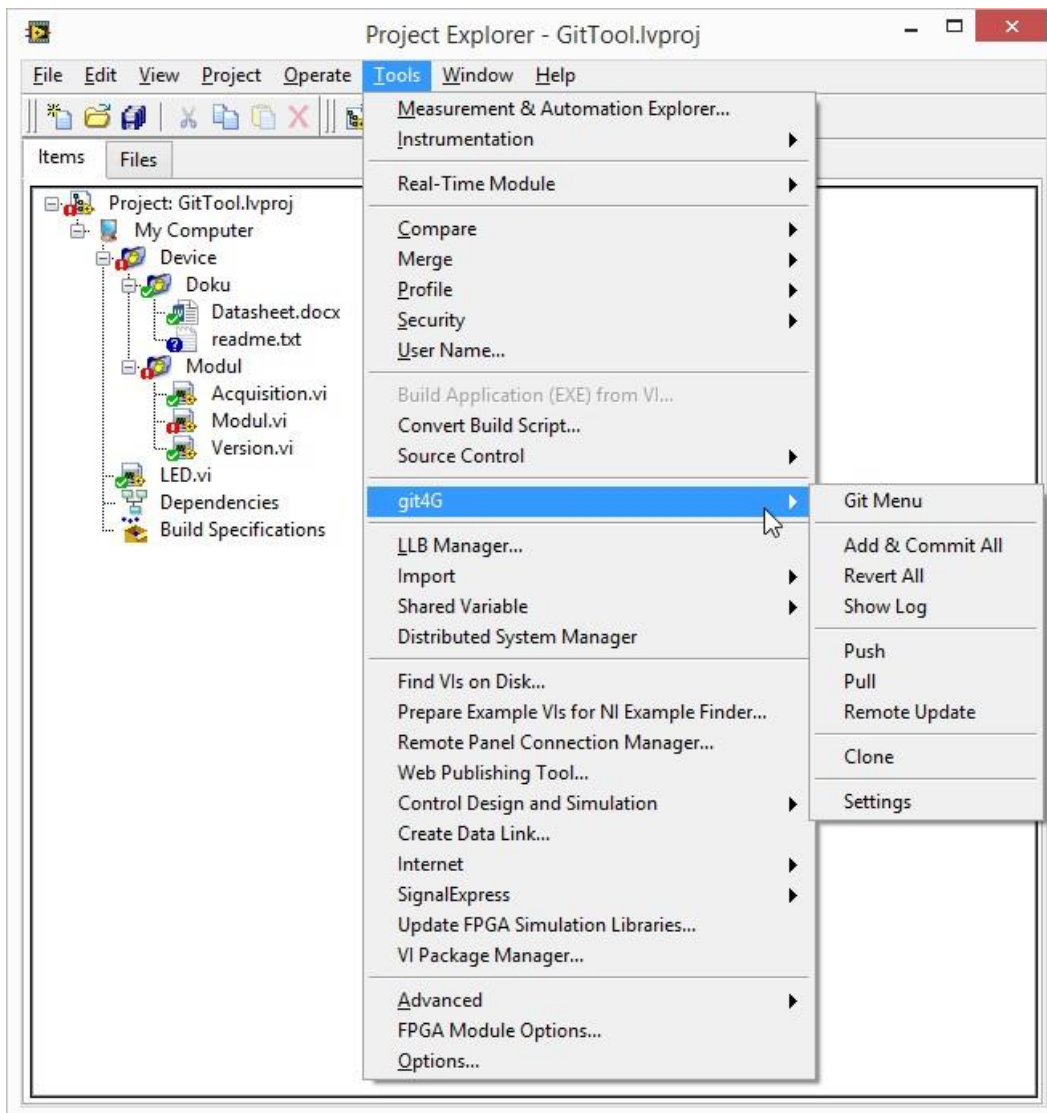 Project Explorer - GitTool.lvproj
File Edit View Project Operate Tools Window Help
Items Files
Project: GitTool.lvproj
My Computer
Device
Doku
Datasheet.docx
readme.txt
Modul
Acquisition.vi
Modul.vi
Version.vi
LED.vi
Dependencies
Build Specifications
Measurement & Automation Explorer...
Instrumentation
Real-Time Module
Compare
Merge
Profile
Security
User Name...
Build Application (EXE) from VI...
Convert Build Script...
Source Control
git4G
LLB Manager...
Import
Shared Variable
Distributed System Manager
Find VIs on Disk...
Prepare Example VIs for NI Example Finder...
Remote Panel Connection Manager...
Web Publishing Tool...
Control Design and Simulation
Create Data Link...
Internet
SignalExpress
Update FPGA Simulation Libraries...
VI Package Manager...
Advanced
FPGA Module Options...
Options...
Git Menu
Add & Commit All
Revert All
Show Log
Push
Pull
Remote Update
Clone
Settings